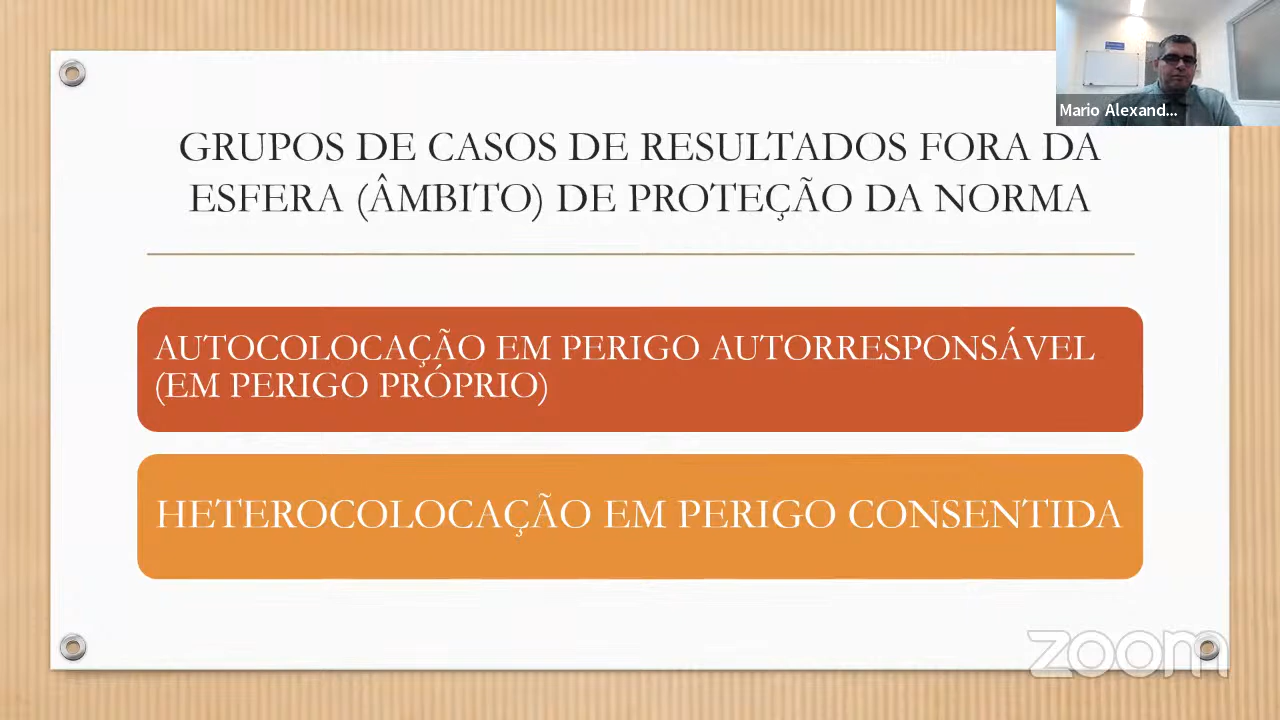 Mario Alexand...
GRUPOS DE CASOS DE RESULTADOS FORA DA
ESFERA (ÂMBITO) DE PROTEÇÃO DA NORMA
AUTOCOLOCAÇÃO EM PERIGO AUTORRESPONSÁVEL
(EM PERIGO PRÓPRIO)
HETEROCOLOCAÇÃO EM PERIGO CONSENTIDA
zoom